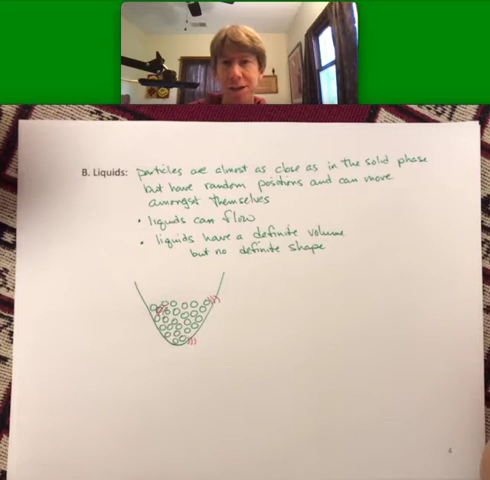 B. Liquids: particles are almost as close as in the solid phase
but have random positions and can move
amongst themselves
• liquids can flow
• liquids have a definite volume
but no definite shape
4